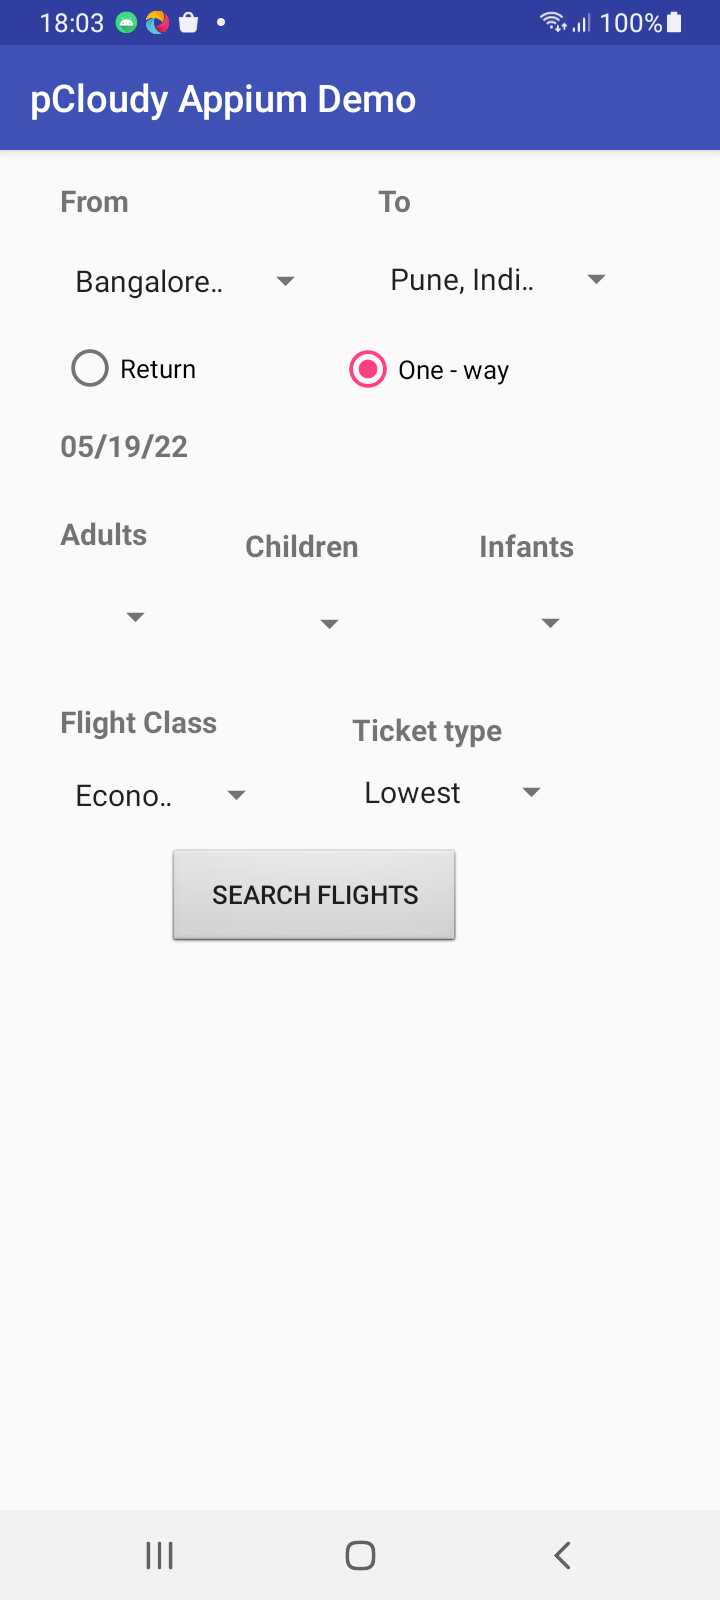 18:03 100%
pCloudy Appium Demo
From To
Bangalore.. Pune, Indi..
Return One - way
05/19/22
Adults Children Infants
Flight Class Ticket type
Econo.. Lowest
SEARCH FLIGHTS